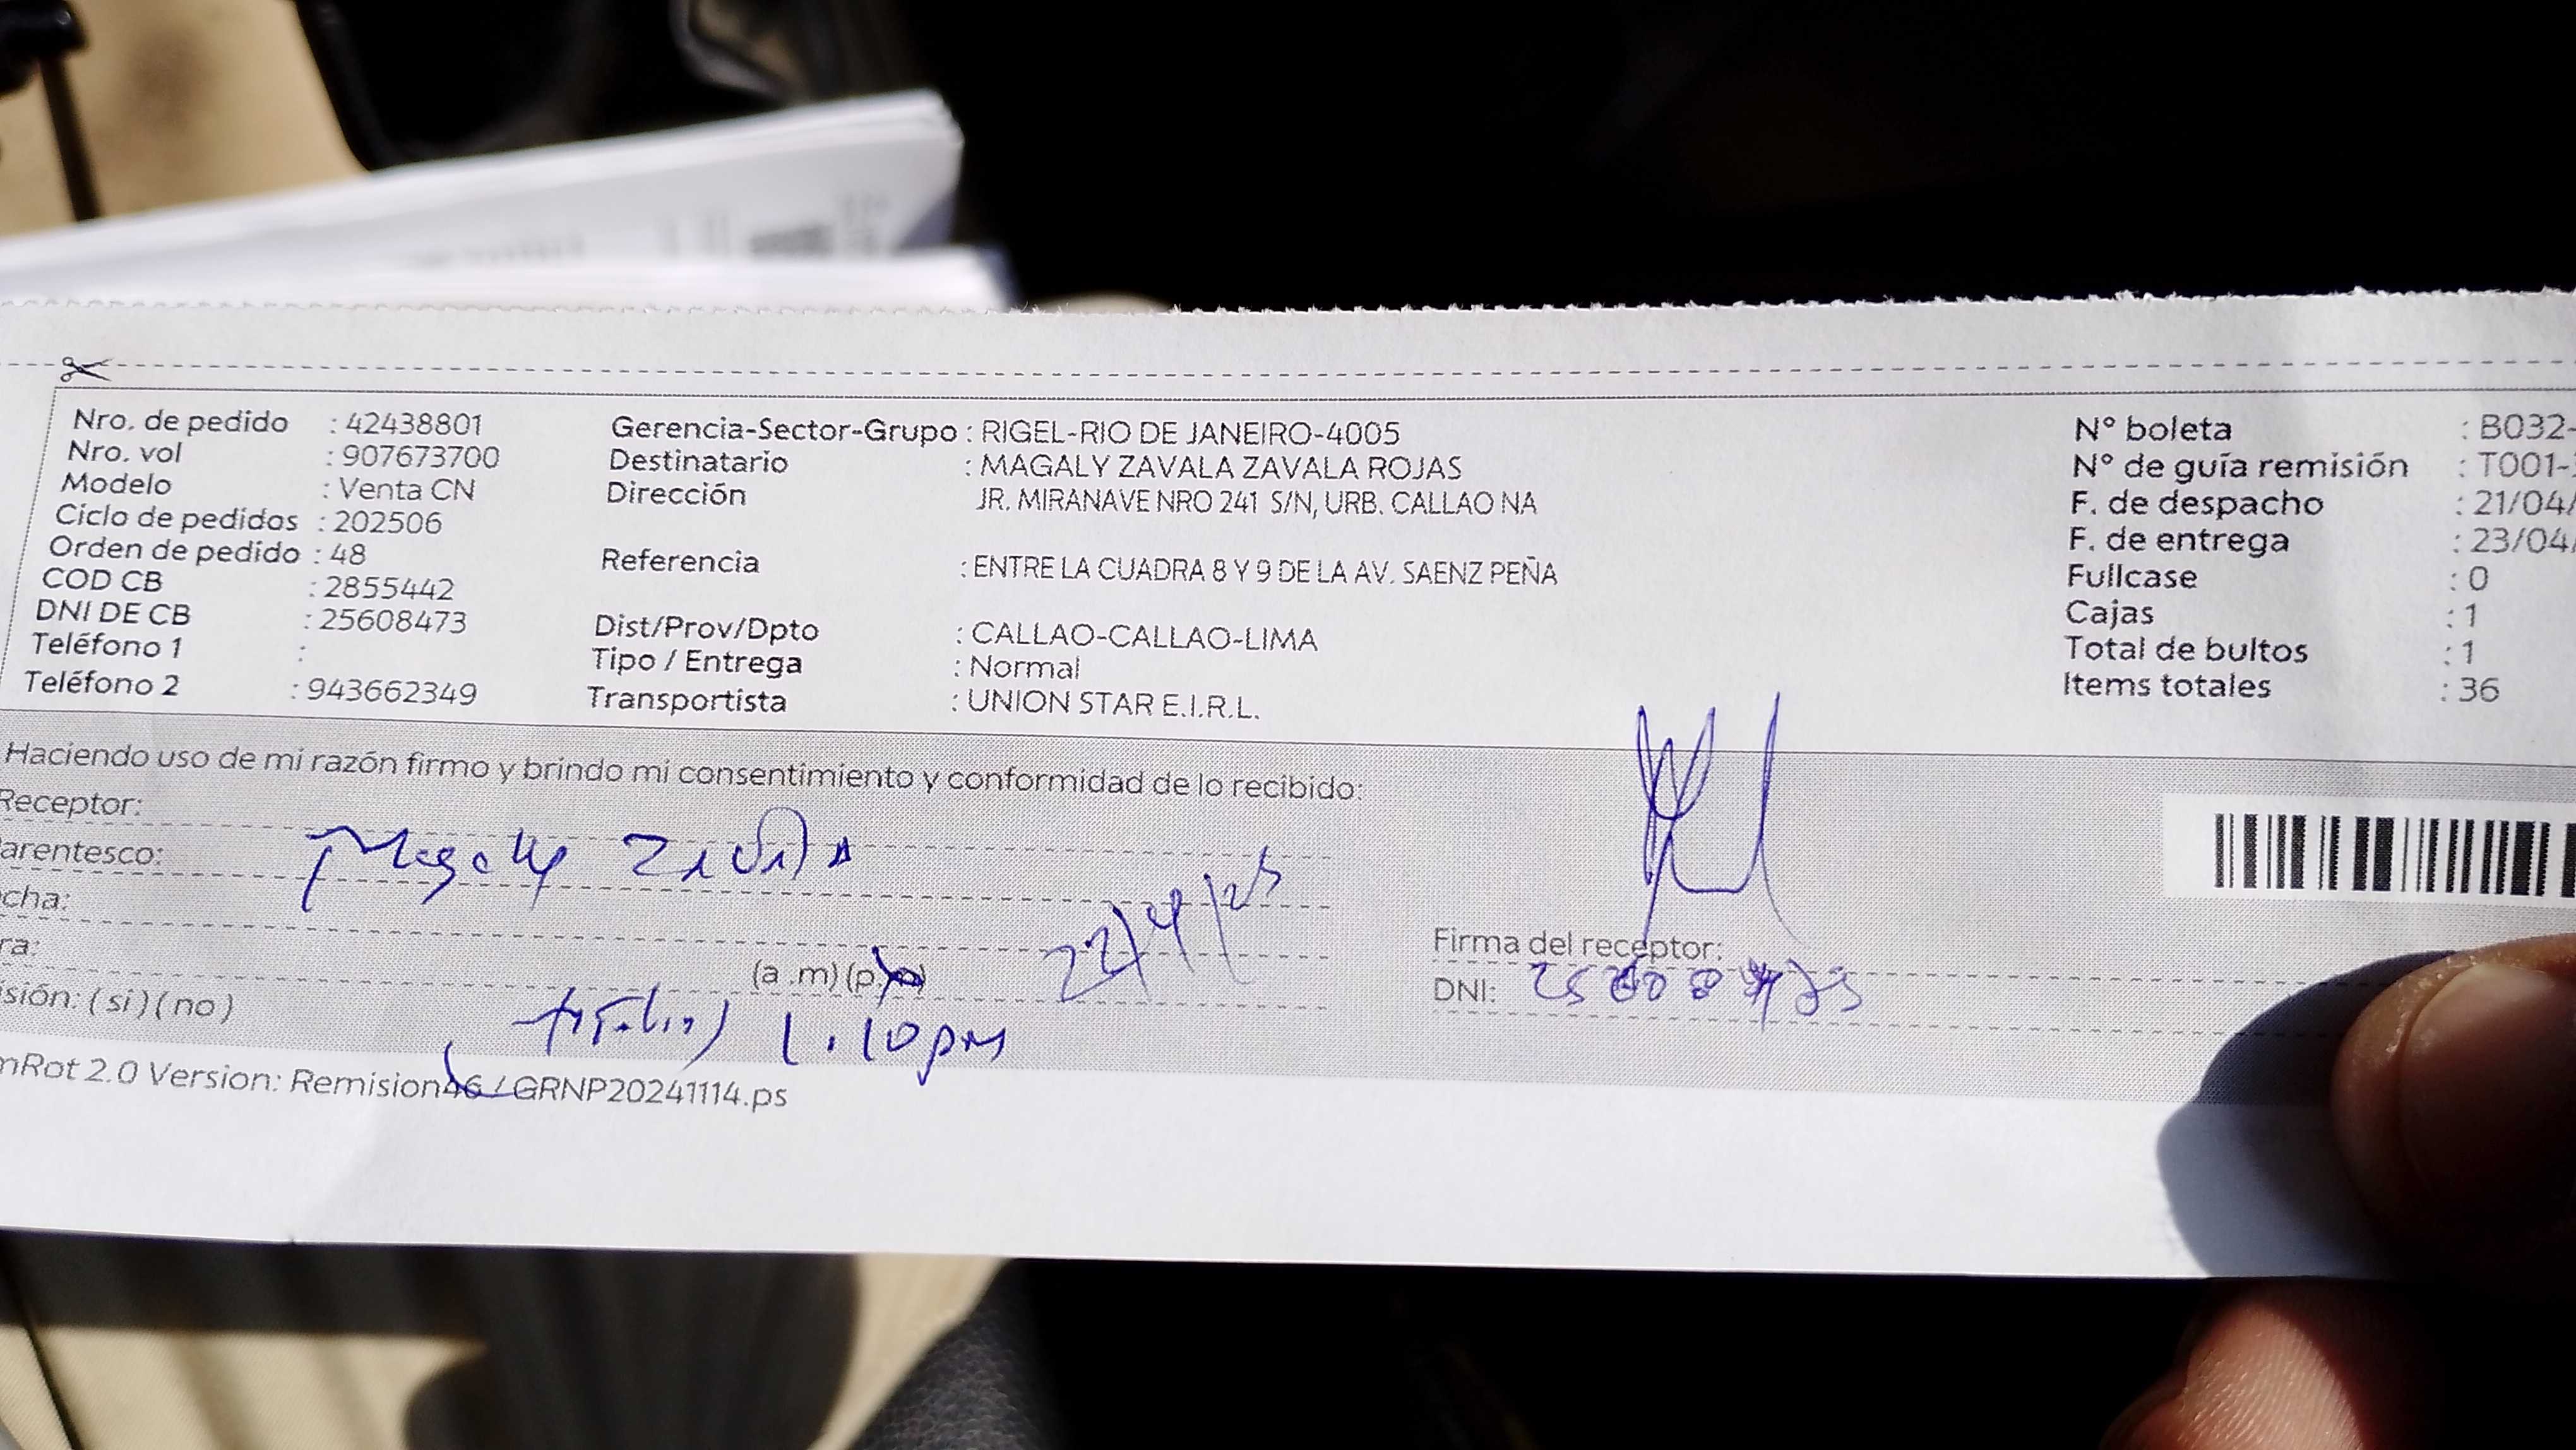 Nro. de pedido : 42438801
Nro. vol : 907673700
Modelo : Venta CN
Ciclo de pedidos : 202506
Orden de pedido : 48
COD CB : 2855442
DNI DE CB : 25608473
Teléfono 1 :
Teléfono 2 : 943662349
Gerencia-Sector-Grupo : RIGEL-RIO DE JANEIRO-4005
Destinatario : MAGALY ZAVALA ZAVALA ROJAS
Dirección JR. MIRANAVE NRO 241 S/N, URB. CALLAO NA
Referencia : ENTRE LA CUADRA 8 Y 9 DE LA AV. SAENZ PEÑA
Dist/Prov/Dpto : CALLAO-CALLAO-LIMA
Tipo / Entrega : Normal
Transportista : UNION STAR E.I.R.L.
N° boleta : B032-
N° de guía remisión : T001-
F. de despacho : 21/04/
F. de entrega : 23/04/
Fullcase : 0
Cajas : 1
Total de bultos : 1
Items totales : 36
Haciendo uso de mi razón firmo y brindo mi consentimiento y conformidad de lo recibido:
Receptor:
arentesco: Magaly Zavala
cha: 22/4/25
ra: (a .m) (p.m)
sión: ( si ) ( no )
1.10 pm
Firma del receptor:
DNI: 25608473
mRot 2.0 Version: Remision46 / GRNP20241114.ps